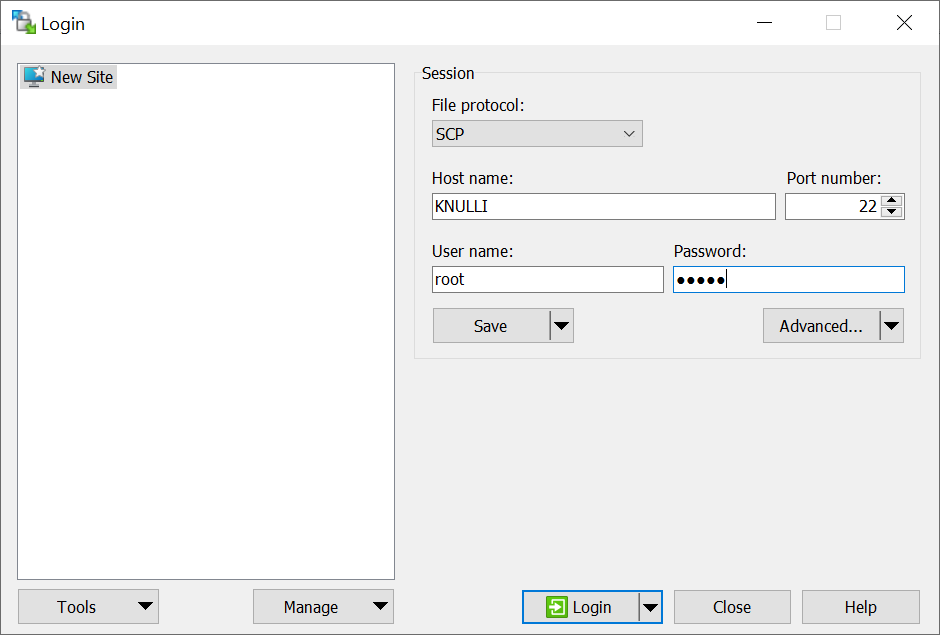 Login
New Site
Session
File protocol:
SCP
Host name:
Port number:
KNULLI
22
User name:
Password:
root
●●●●●
Save
Advanced...
Tools
Manage
Login
Close
Help